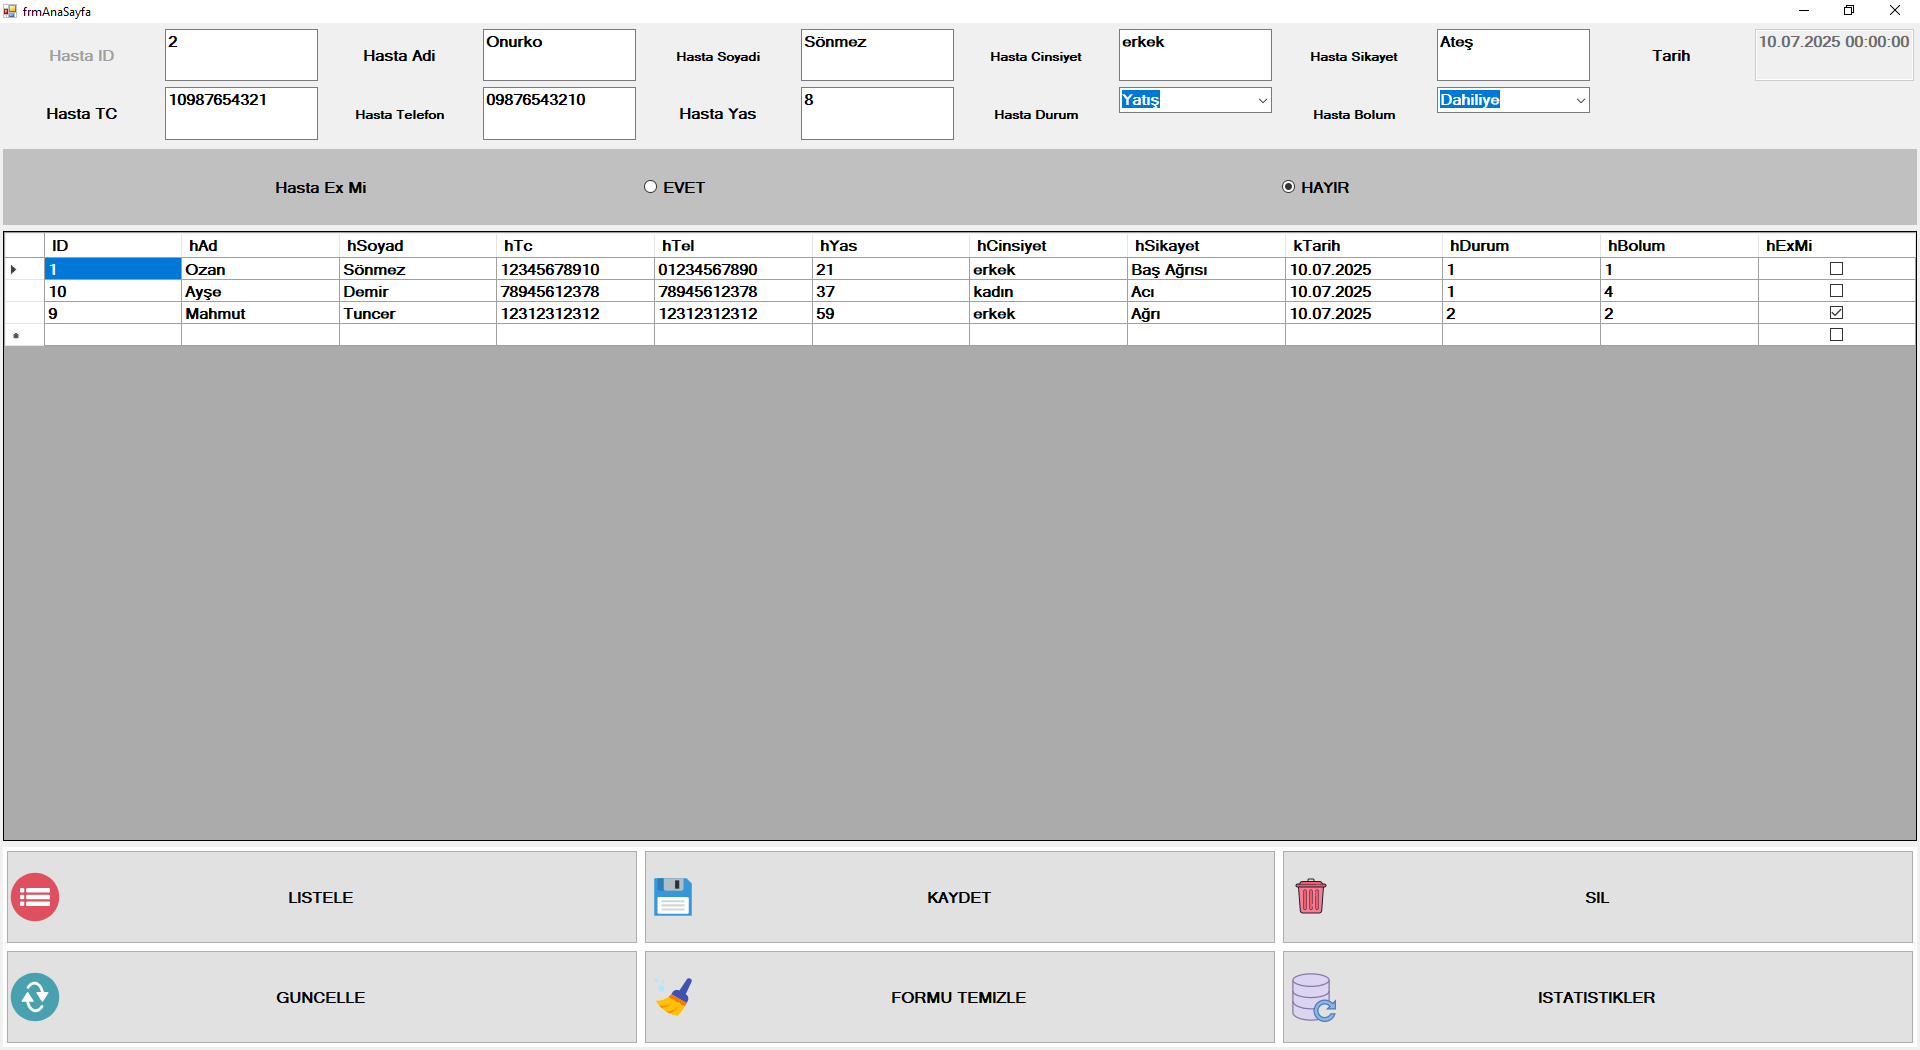 frmAnaSayfa
Hasta ID 2 Hasta Adi Onurko Hasta Soyadi Sönmez Hasta Cinsiyet erkek Hasta Sikayet Ateş Tarih 10.07.2025 00:00:00
Hasta TC 10987654321 Hasta Telefon 09876543210 Hasta Yas 8 Hasta Durum Yatış Hasta Bolum Dahiliye
Hasta Ex Mi EVET HAYIR
ID hAd hSoyad hTc hTel hYas hCinsiyet hSikayet kTarih hDurum hBolum hExMi
1 Ozan Sönmez 12345678910 01234567890 21 erkek Baş Ağrısı 10.07.2025 1 1
10 Ayşe Demir 78945612378 78945612378 37 kadın Acı 10.07.2025 1 4
9 Mahmut Tuncer 12312312312 12312312312 59 erkek Ağrı 10.07.2025 2 2
LISTELE KAYDET SIL
GUNCELLE FORMU TEMIZLE ISTATISTIKLER